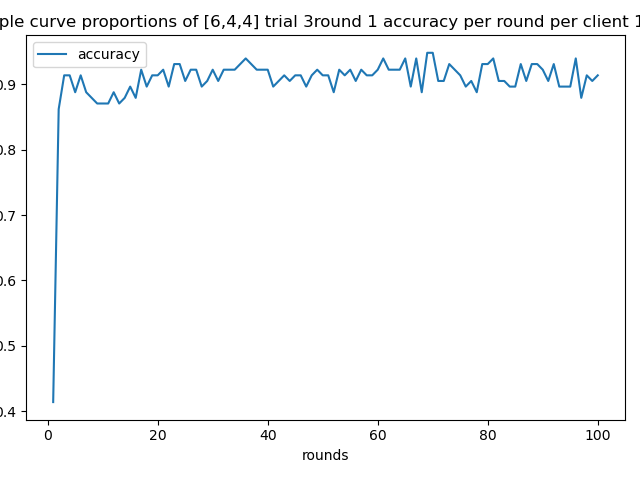 ple curve proportions of [6,4,4] trial 3round 1 accuracy per round per client 1
accuracy
0.9
0.8
0.7
0.6
0.5
0.4
0 20 40 60 80 100
rounds